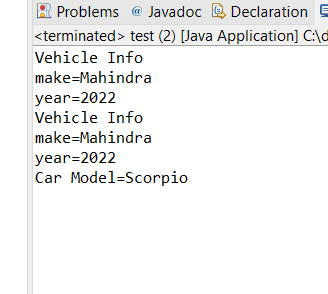 Problems @ Javadoc Declaration
<terminated> test (2) [Java Application] C:\d
Vehicle Info
make=Mahindra
year=2022
Vehicle Info
make=Mahindra
year=2022
Car Model=Scorpio